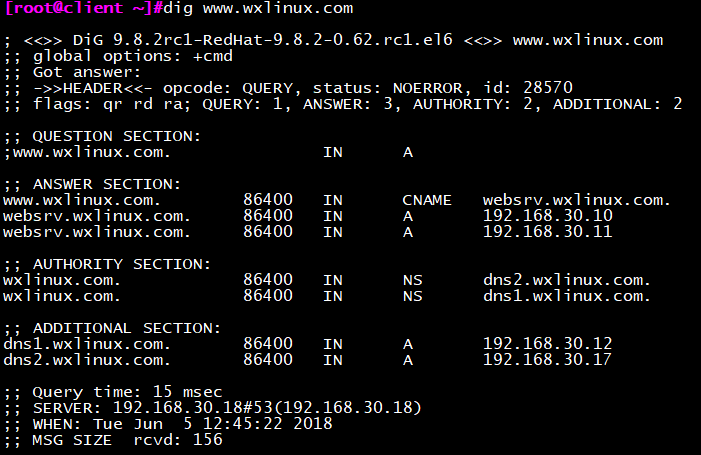 [root@client ~]#dig www.wxlinux.com
; <<>> DiG 9.8.2rc1-RedHat-9.8.2-0.62.rc1.el6 <<>> www.wxlinux.com
;; global options: +cmd
;; Got answer:
;; ->>HEADER<<- opcode: QUERY, status: NOERROR, id: 28570
;; flags: qr rd ra; QUERY: 1, ANSWER: 3, AUTHORITY: 2, ADDITIONAL: 2
;; QUESTION SECTION:
;www.wxlinux.com. IN A
;; ANSWER SECTION:
www.wxlinux.com. 86400 IN CNAME websrv.wxlinux.com.
websrv.wxlinux.com. 86400 IN A 192.168.30.10
websrv.wxlinux.com. 86400 IN A 192.168.30.11
;; AUTHORITY SECTION:
wxlinux.com. 86400 IN NS dns2.wxlinux.com.
wxlinux.com. 86400 IN NS dns1.wxlinux.com.
;; ADDITIONAL SECTION:
dns1.wxlinux.com. 86400 IN A 192.168.30.12
dns2.wxlinux.com. 86400 IN A 192.168.30.17
;; Query time: 15 msec
;; SERVER: 192.168.30.18#53(192.168.30.18)
;; WHEN: Tue Jun  5 12:45:22 2018
;; MSG SIZE  rcvd: 156